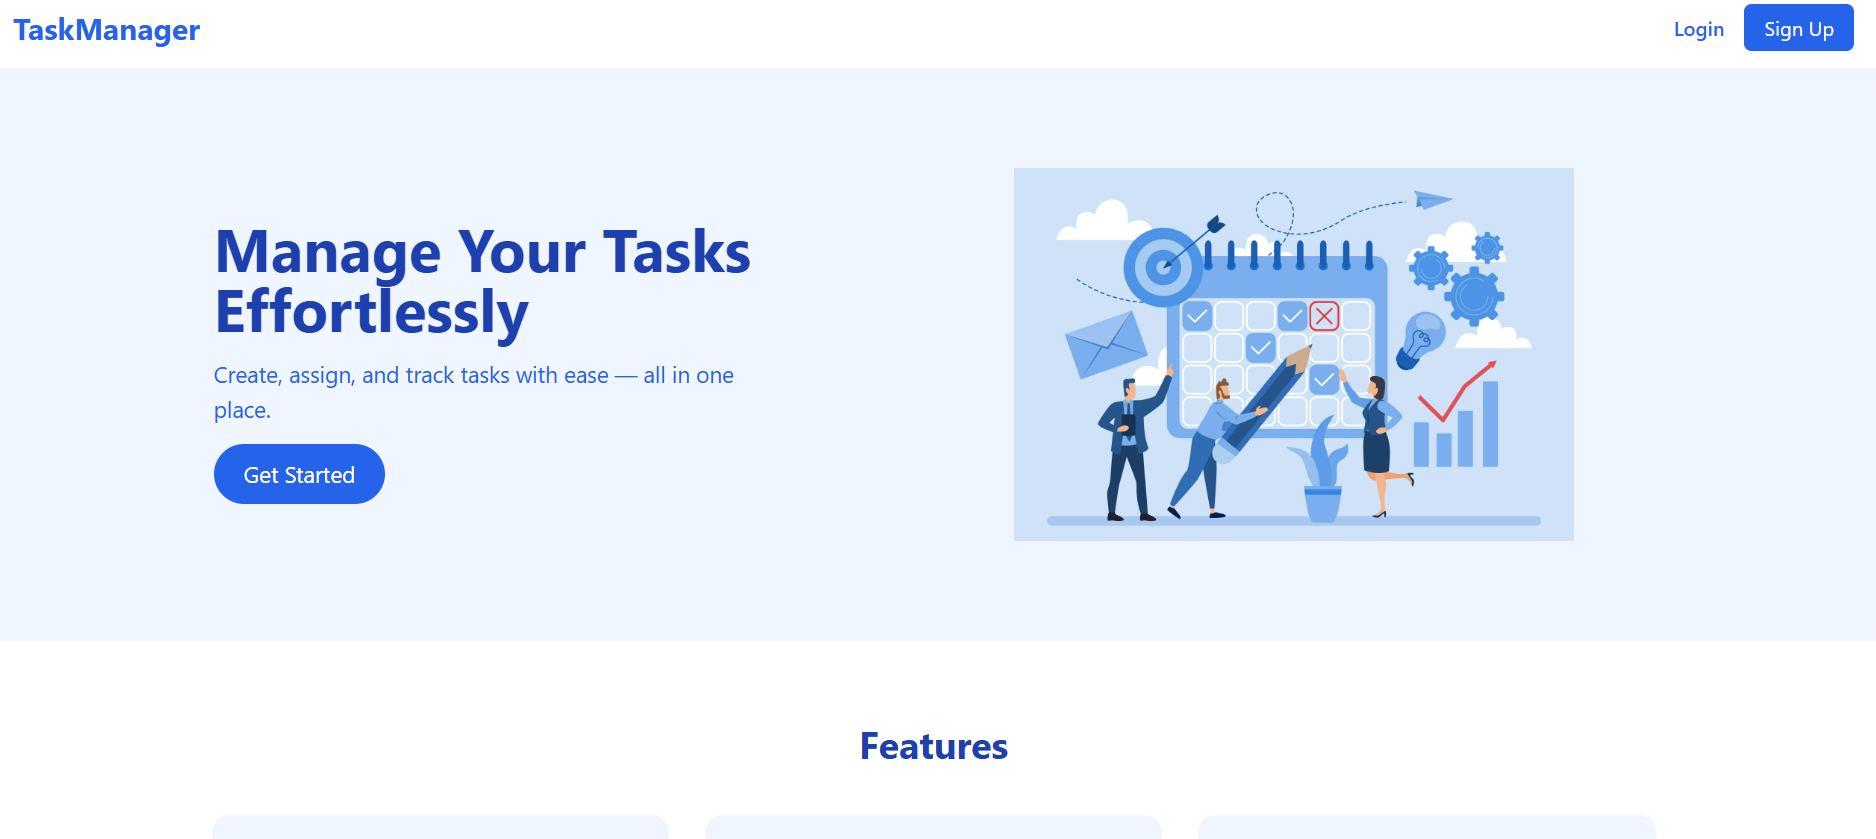 TaskManager
Login
Sign Up
Manage Your Tasks
Effortlessly
Create, assign, and track tasks with ease — all in one
place.
Get Started
Features